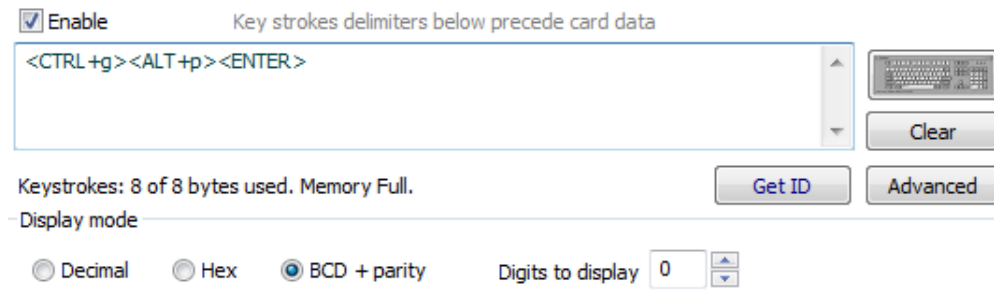 Enable Key strokes delimiters below precede card data
<CTRL+g><ALT+p><ENTER>
Clear
Keystrokes: 8 of 8 bytes used. Memory Full. Get ID Advanced
Display mode
Decimal Hex BCD + parity Digits to display 0